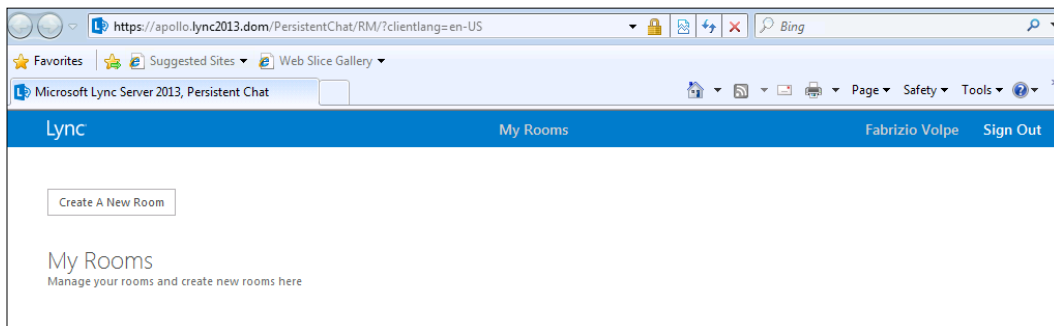 https://apollo.lync2013.dom/PersistentChat/RM/?clientlang=en-US Bing
Favorites Suggested Sites Web Slice Gallery
Microsoft Lync Server 2013, Persistent Chat Page Safety Tools
Lync My Rooms Fabrizio Volpe Sign Out
Create A New Room
My Rooms
Manage your rooms and create new rooms here